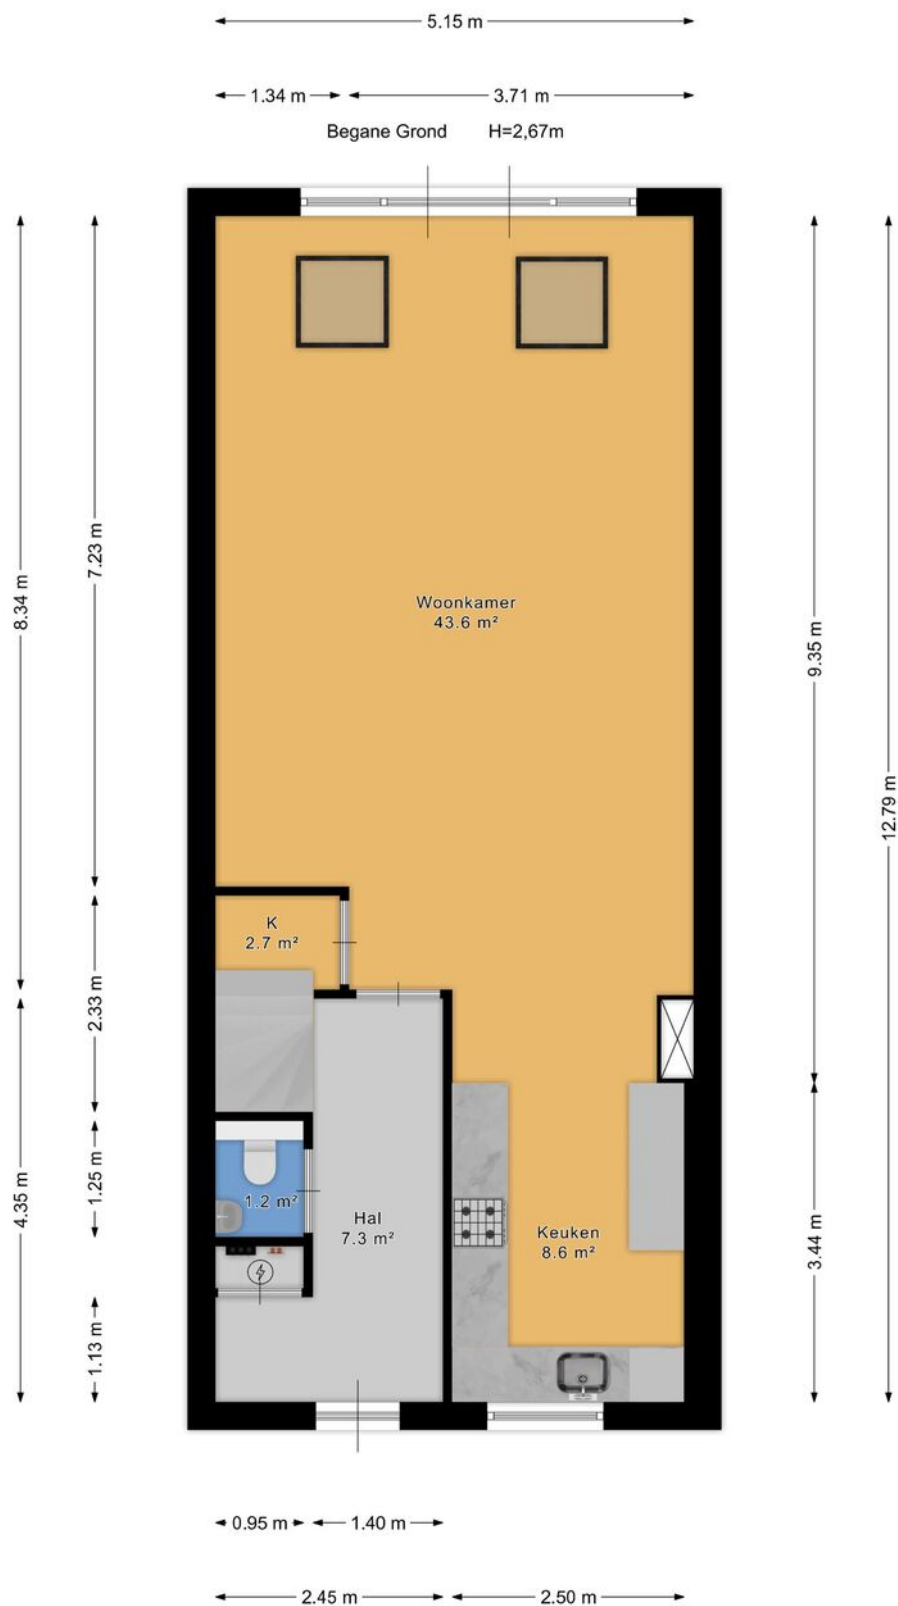 5.15 m
1.34 m
3.71 m
Begane Grond
H=2,67m
8.34 m
7.23 m
9.35 m
12.79 m
Woonkamer
43.6 m²
K
2.7 m²
2.33 m
4.35 m
1.25 m
1.2 m²
Hal
7.3 m²
Keuken
8.6 m²
3.44 m
1.13 m
0.95 m
1.40 m
2.45 m
2.50 m